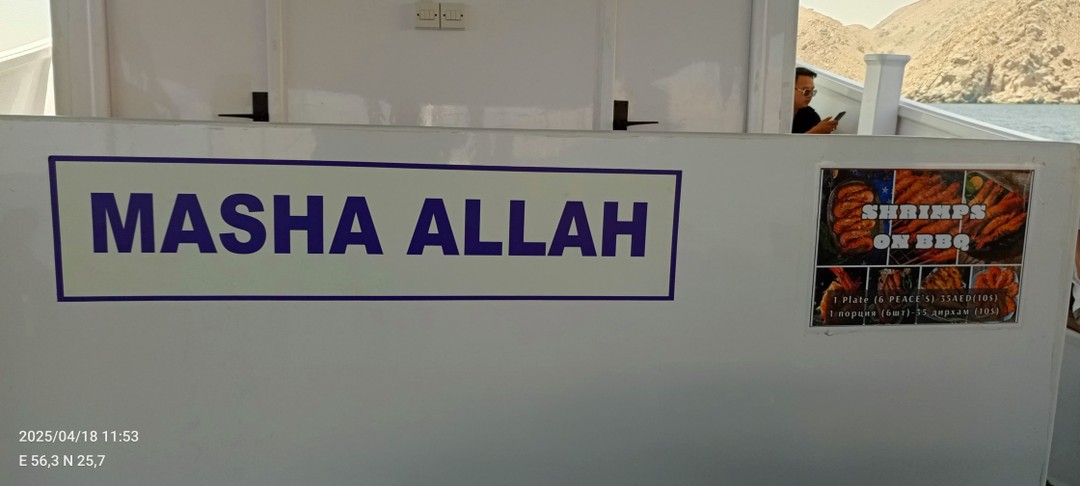 MASHA ALLAH
SHRIMPS
ON BBQ
1 Plate (6 PEACE'S)-35AED(10$)
1 порция (6шт)-35 дирхам (10$)
2025/04/18 11:53
E 56,3 N 25,7